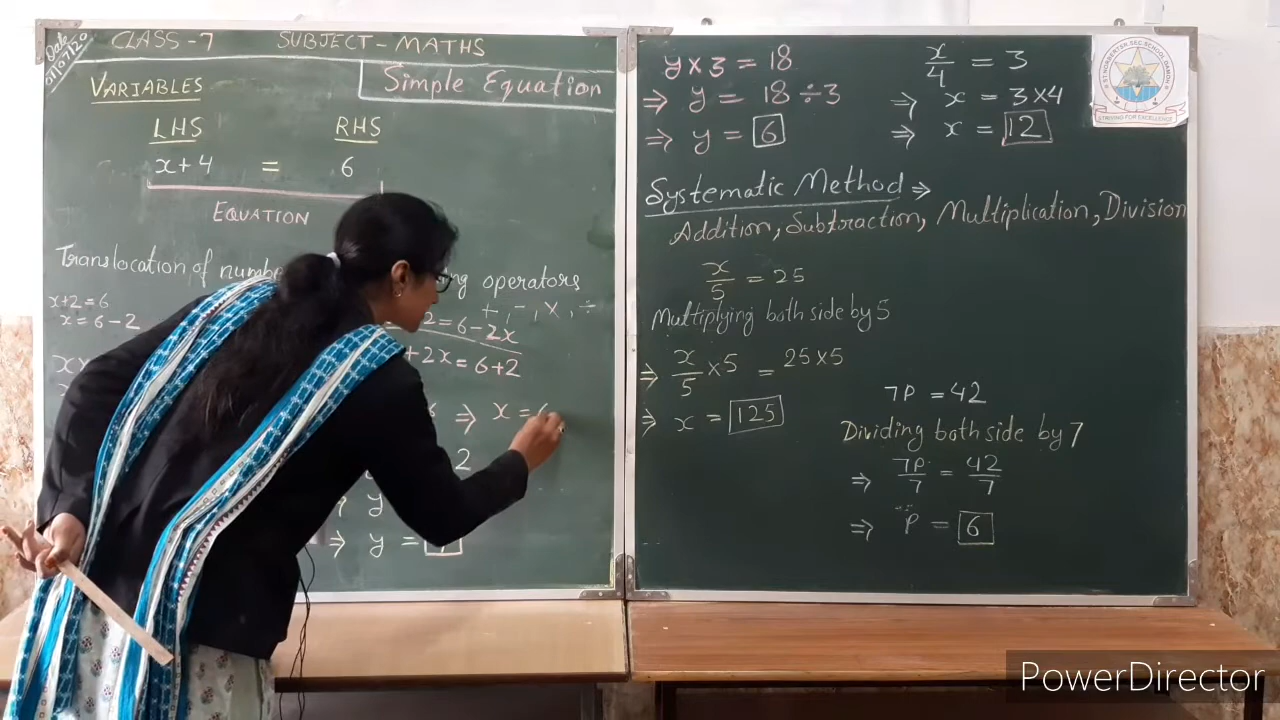 Date
CLASS-7 SUBJECT-MATHS
Simple Equation
VARIABLES
LHS RHS
x+4 = 6
EQUATION
Translocation of operators
+, -, ×, ÷
x+2=6
x=6-2
2=6-2x
+2x=6+2
⇒ x =
2
y
⇒ y =
y×3 = 18
⇒ y = 18÷3
⇒ y = 6
x/4 = 3
⇒ x = 3×4
⇒ x = 12
STRIVING FOR EXCELLENCE
Systematic Method ⇒
Addition, Subtraction, Multiplication, Division
x/5 = 25
Multiplying both side by 5
⇒ x/5 ×5 = 25×5
⇒ x = 125
7P = 42
Dividing both side by 7
⇒ 7P/7 = 42/7
⇒ P = 6
PowerDirector